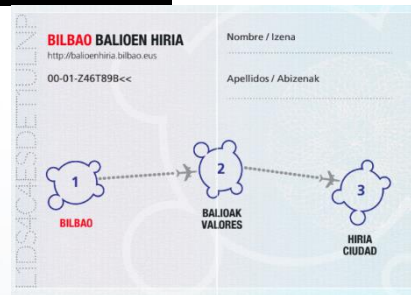 BILBAO BALIOEN HIRIA
http://balioenhiria.bilbao.eus
00-01-Z46T89B<<
Nombre / Izena
Apellidos / Abizenak
1
BILBAO
2
BALIOAK
VALORES
3
HIRIA
CIUDAD